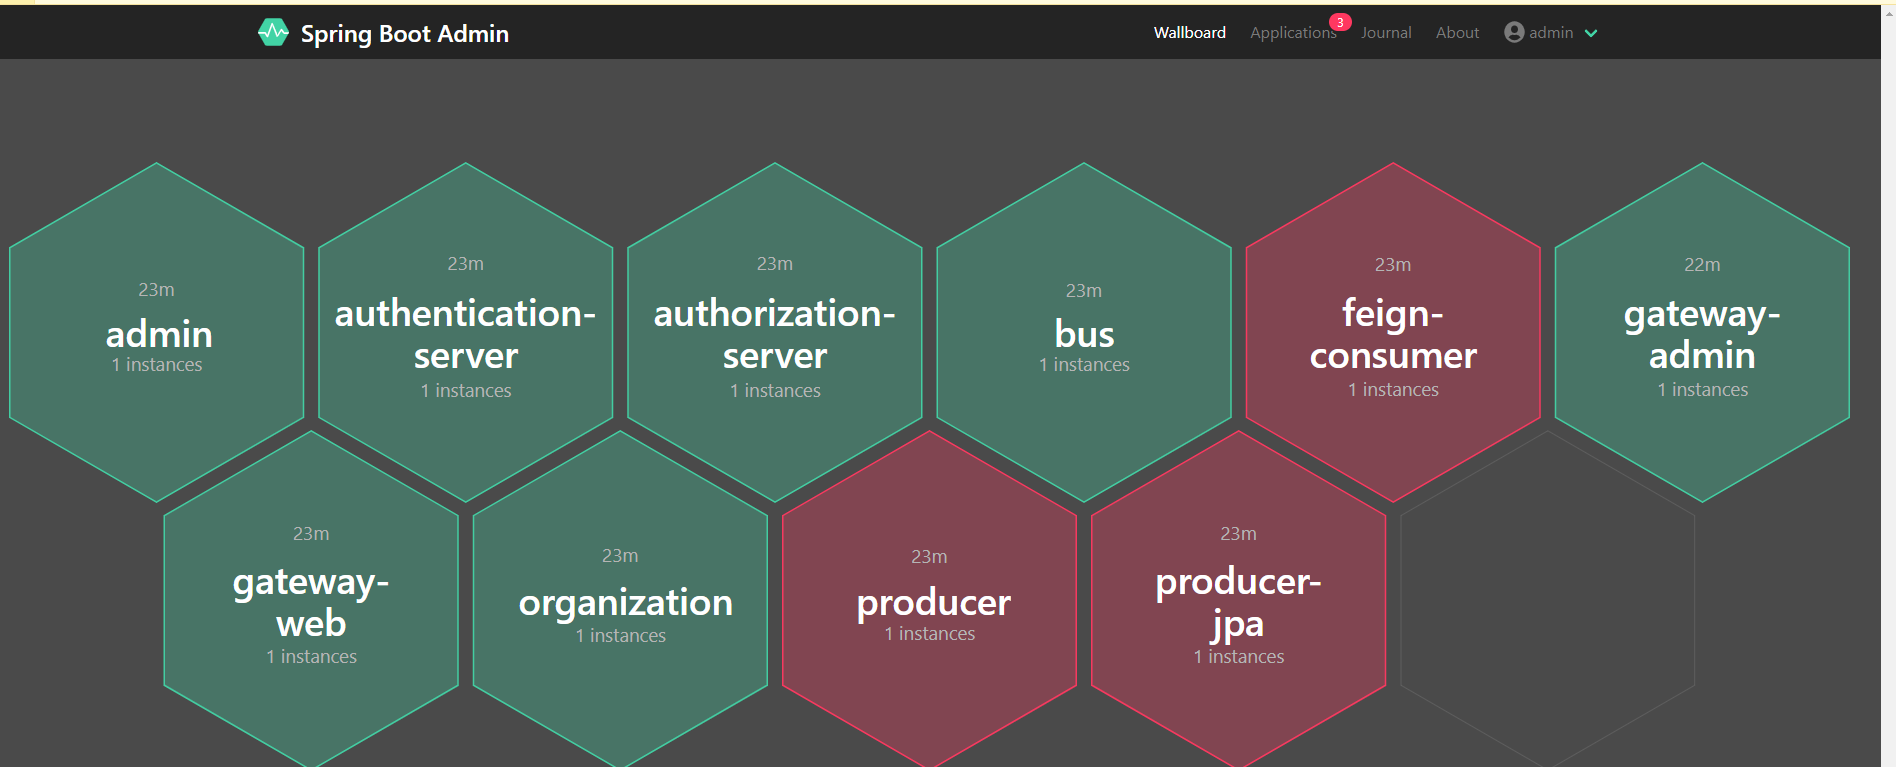 Spring Boot Admin
Wallboard Applications 3 Journal About admin
23m
admin
1 instances
23m
authentication-
server
1 instances
23m
authorization-
server
1 instances
23m
bus
1 instances
23m
feign-
consumer
1 instances
22m
gateway-
admin
1 instances
23m
gateway-
web
1 instances
23m
organization
1 instances
23m
producer
1 instances
23m
producer-
jpa
1 instances